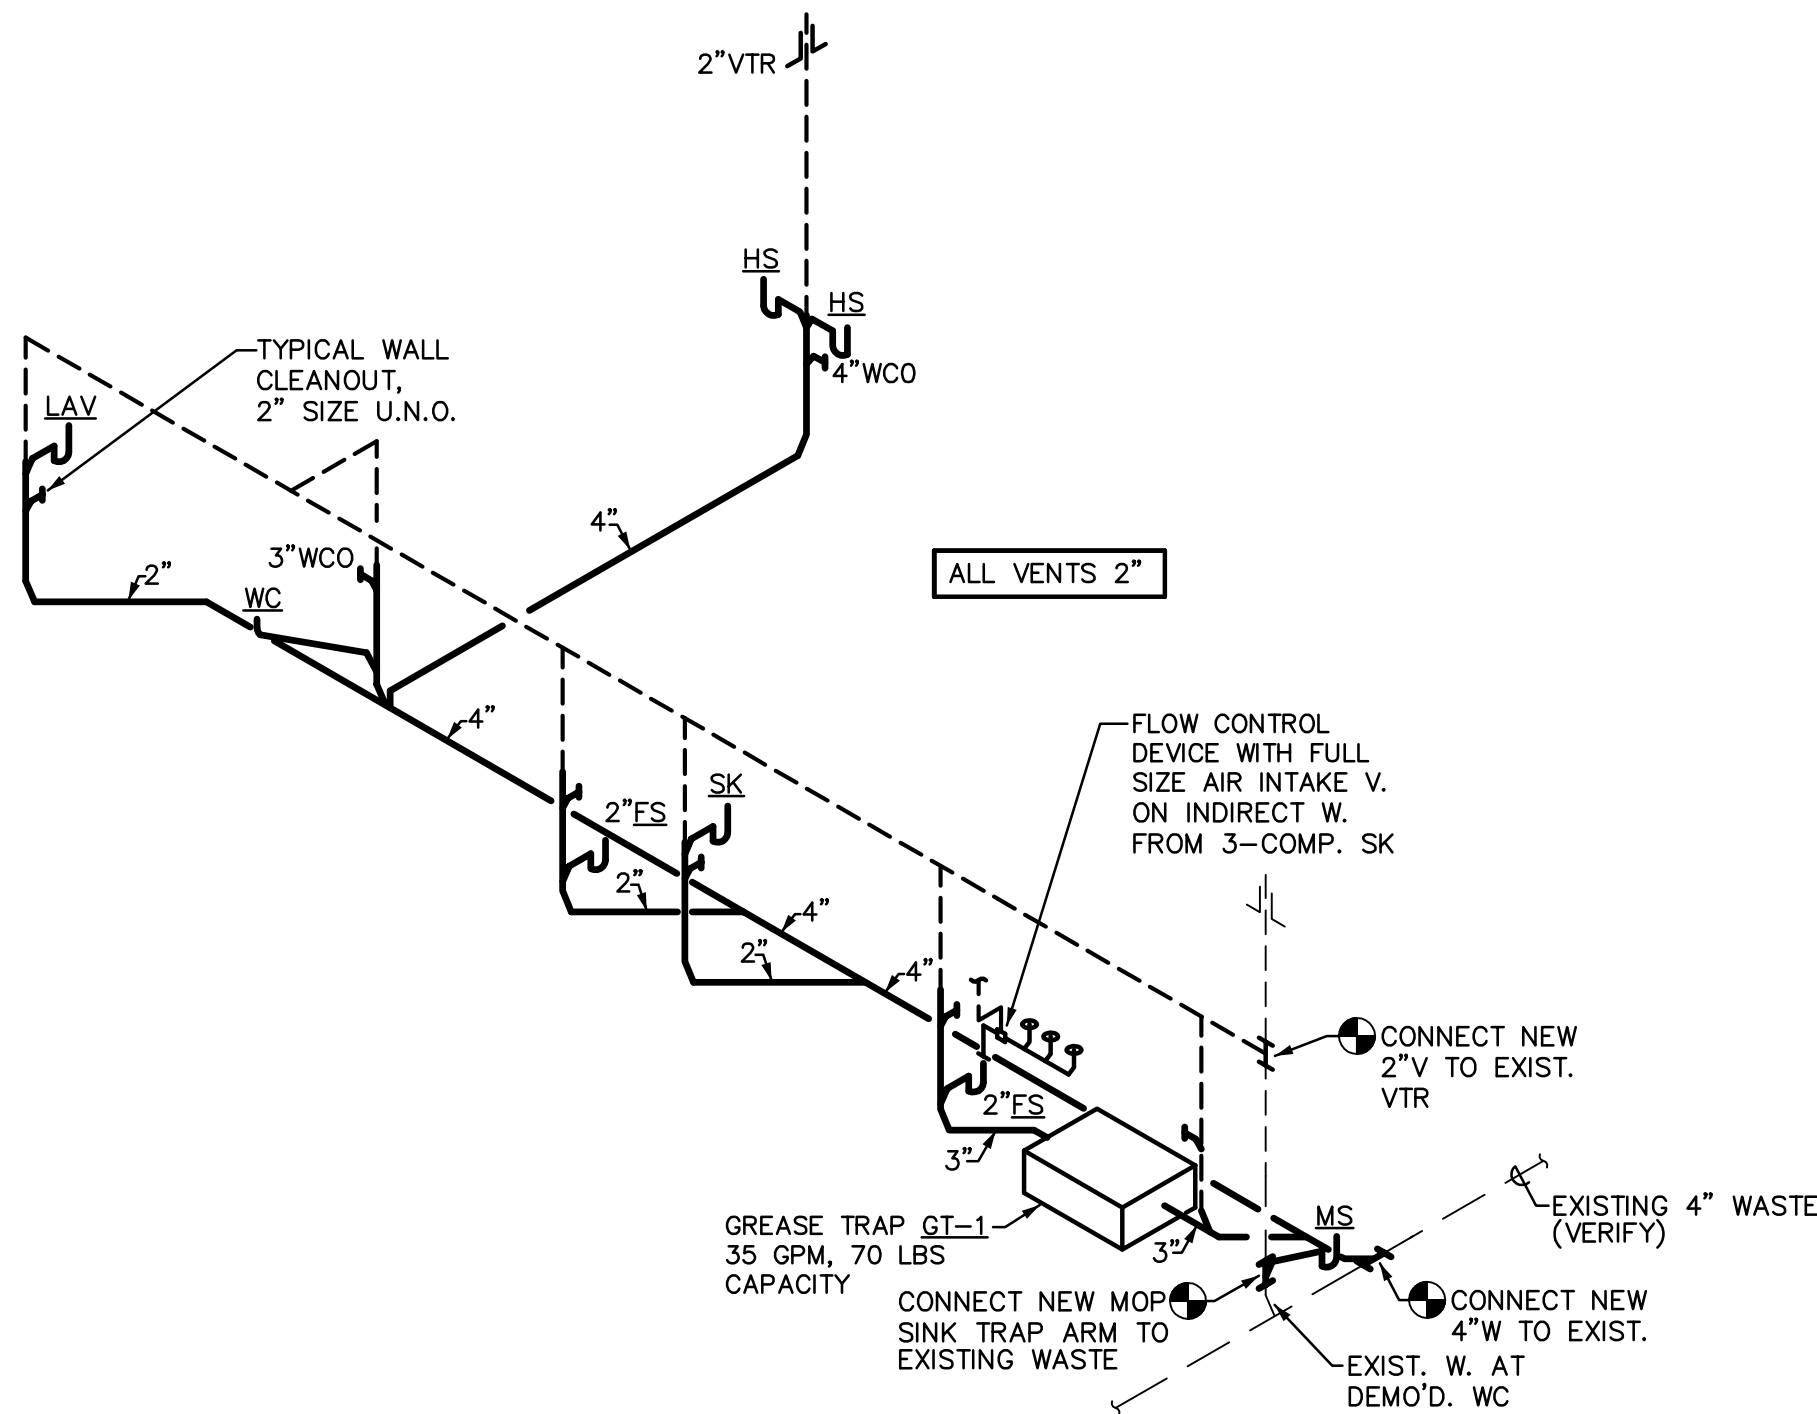 2"VTR
HS
HS
4"WCO
TYPICAL WALL
CLEANOUT,
2" SIZE U.N.O.
LAV
4"
3"WCO
2"
WC
ALL VENTS 2"
4"
FLOW CONTROL
DEVICE WITH FULL
SIZE AIR INTAKE V.
ON INDIRECT W.
FROM 3-COMP. SK
SK
2"FS
2"
4"
2"
4"
CONNECT NEW
2"V TO EXIST.
VTR
2"FS
3"
EXISTING 4" WASTE
(VERIFY)
GREASE TRAP GT-1
35 GPM, 70 LBS
CAPACITY
3"
MS
CONNECT NEW MOP
SINK TRAP ARM TO
EXISTING WASTE
CONNECT NEW
4"W TO EXIST.
EXIST. W. AT
DEMO'D. WC